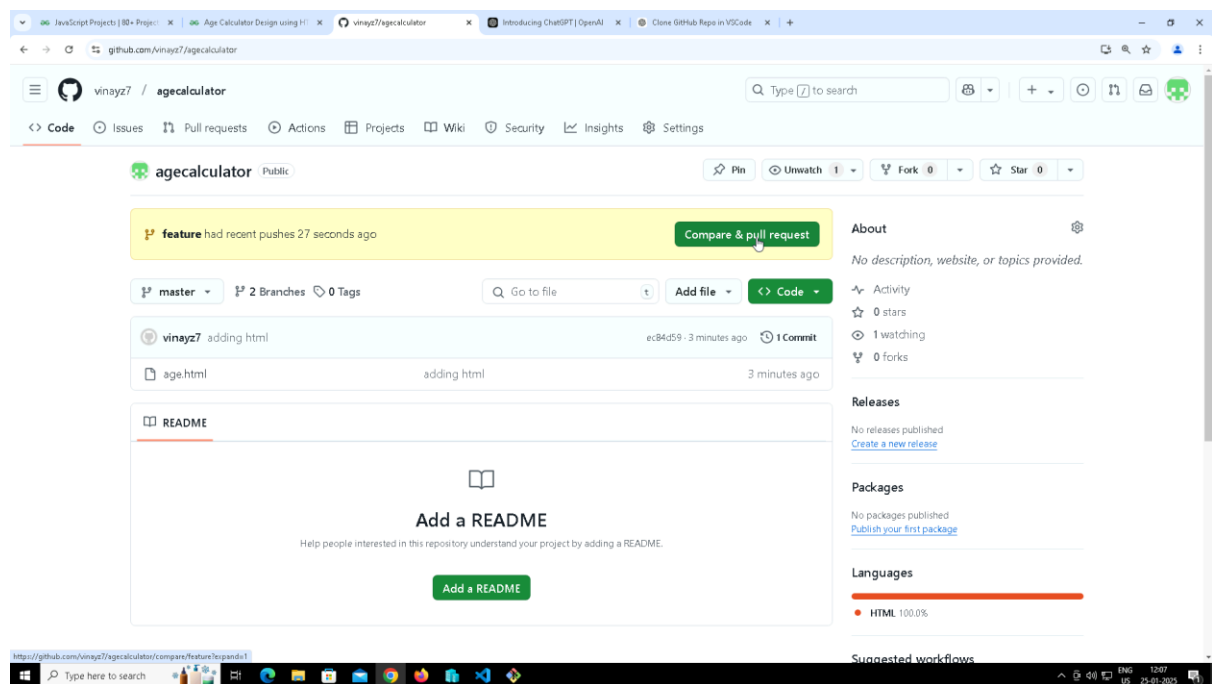 JavaScript Projects | 80+ Project
Age Calculator Design using HT
vinayz7/agecalculator
Introducing ChatGPT | OpenAI
Clone GitHub Repo in VSCode
github.com/vinayz7/agecalculator
vinayz7 / agecalculator
Type / to search
Code
Issues
Pull requests
Actions
Projects
Wiki
Security
Insights
Settings
agecalculator Public
Pin
Unwatch 1
Fork 0
Star 0
feature had recent pushes 27 seconds ago
Compare & pull request
master
2 Branches
0 Tags
Go to file
t
Add file
<> Code
vinayz7 adding html
ec84d59 · 3 minutes ago
1 Commit
age.html
adding html
3 minutes ago
README
Add a README
Help people interested in this repository understand your project by adding a README.
Add a README
About
No description, website, or topics provided.
Activity
0 stars
1 watching
0 forks
Releases
No releases published
Create a new release
Packages
No packages published
Publish your first package
Languages
HTML 100.0%
Suggested workflows
https://github.com/vinayz7/agecalculator/compare/feature?expand=1
Type here to search
ENG
US
12:07
25-01-2025